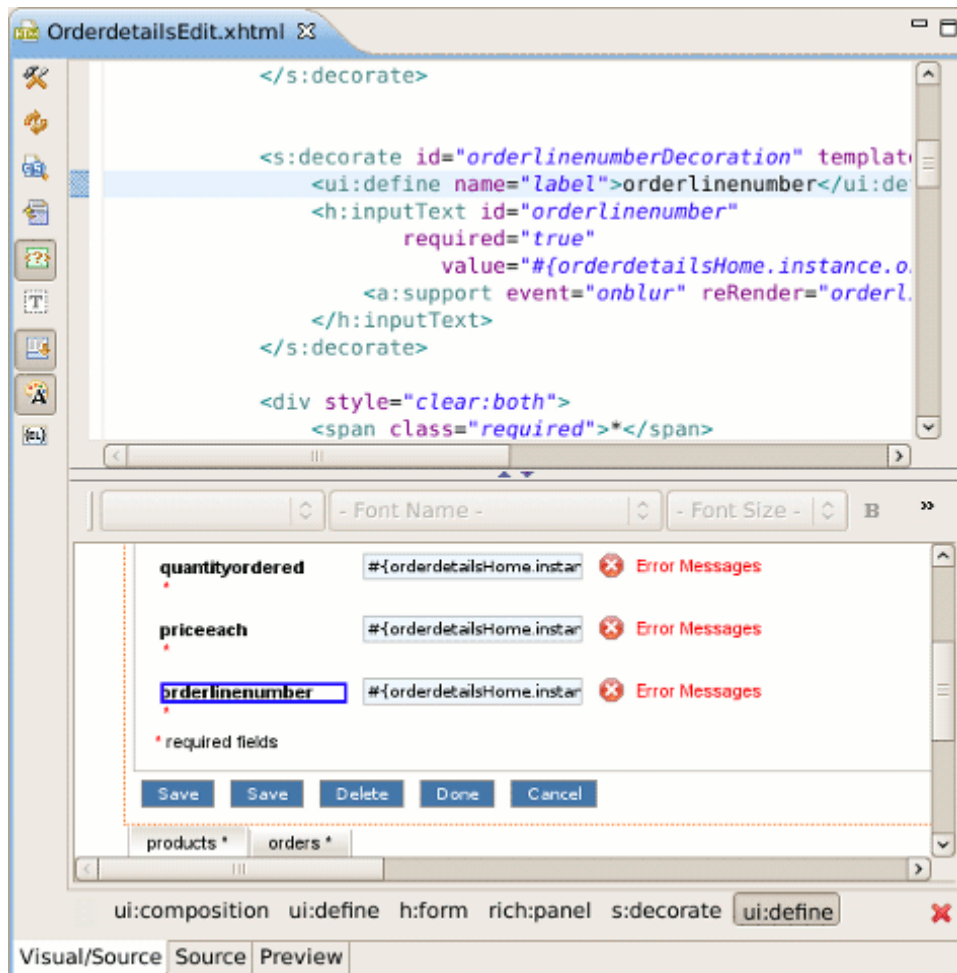 OrderdetailsEdit.xhtml
</s:decorate>
<s:decorate id="orderlinenumberDecoration" templat
<ui:define name="label">orderlinenumber</ui:de
<h:inputText id="orderlinenumber"
required="true"
value="#{orderdetailsHome.instance.o
<a:support event="onblur" reRender="orderl
</h:inputText>
</s:decorate>
<div style="clear:both">
<span class="required">*</span>
- Font Name - - Font Size - B »
quantityordered #{orderdetailsHome.instar Error Messages
*
priceeach #{orderdetailsHome.instar Error Messages
*
orderlinenumber #{orderdetailsHome.instar Error Messages
*
* required fields
Save Save Delete Done Cancel
products * orders *
ui:composition ui:define h:form rich:panel s:decorate ui:define
Visual/Source Source Preview